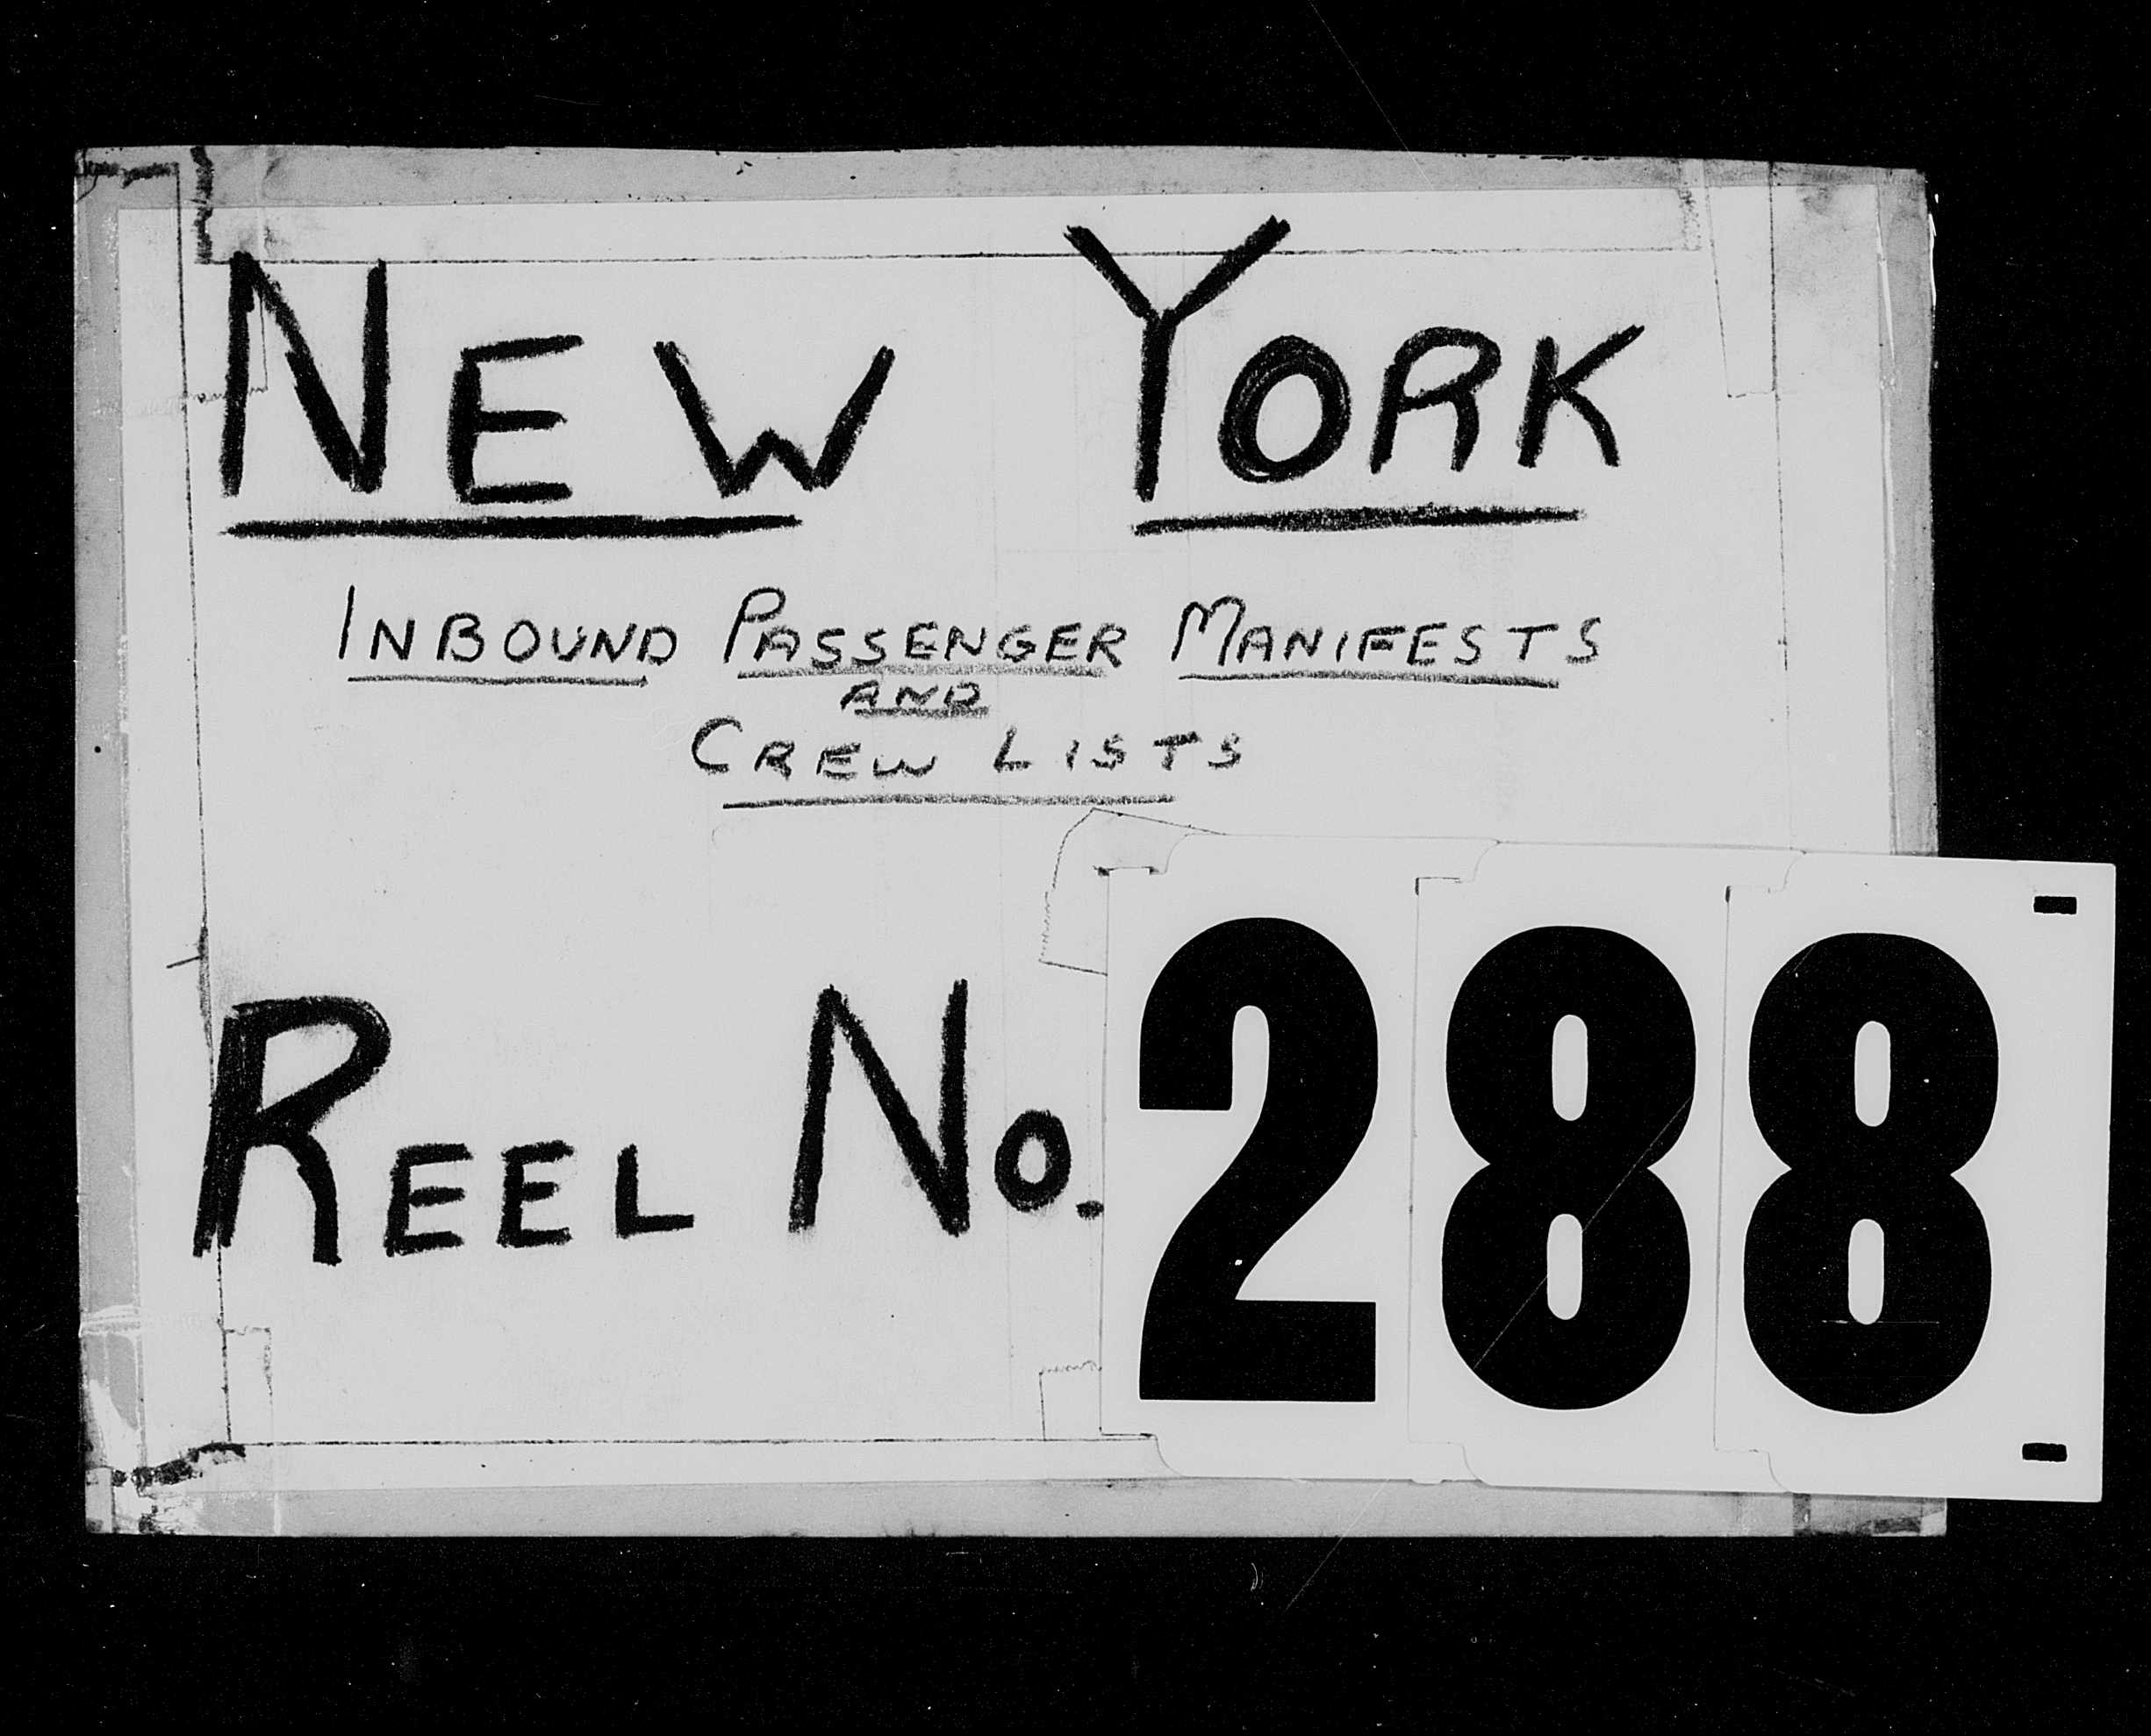 NEW YORK
INBOUND PASSENGER MANIFESTS
AND
CREW LISTS
REEL NO. 288